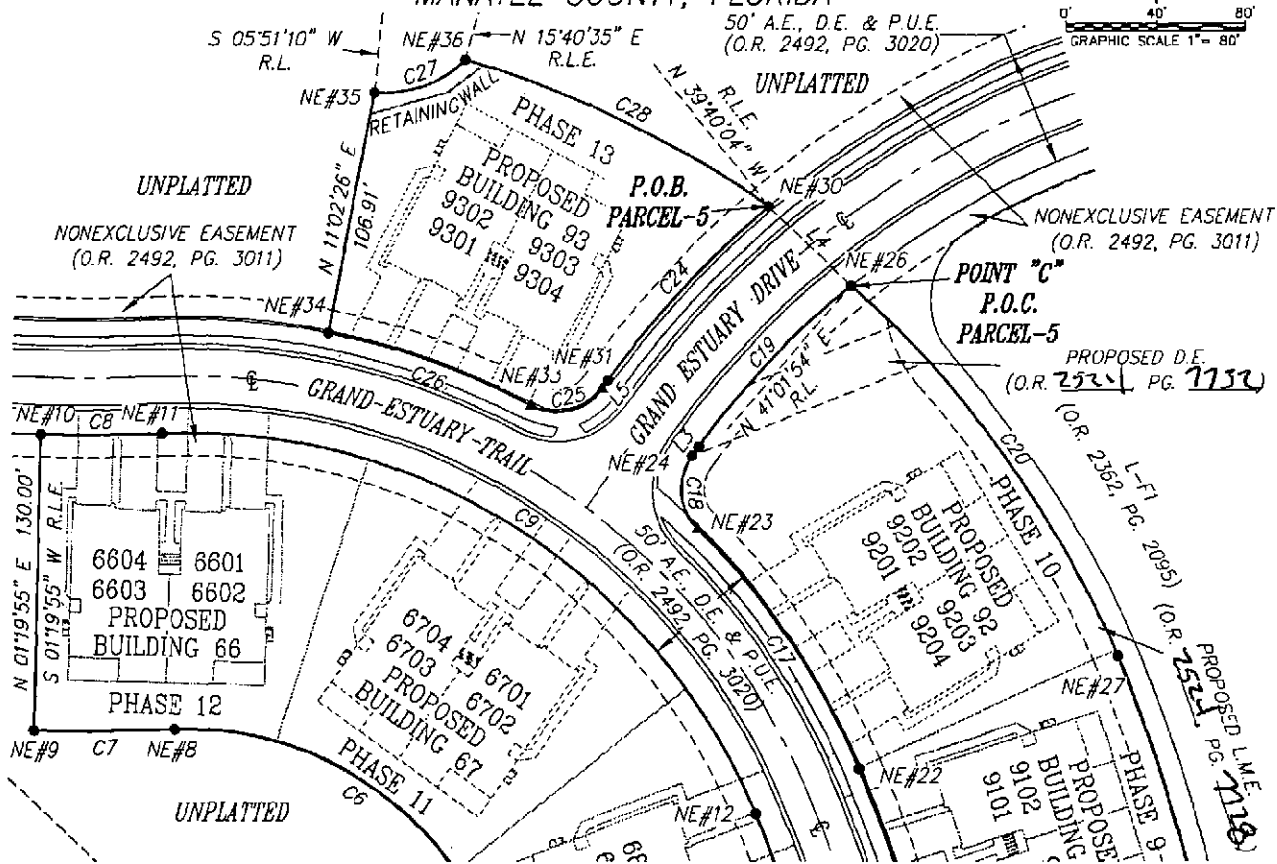 MANATEE COUNTY, FLORIDA
0' 40' 80'
GRAPHIC SCALE 1"= 80'
S 05°51'10" W
R.L.
NE#36
N 15°40'35" E
R.L.E.
50' A.E., D.E. & P.U.E.
(O.R. 2492, PG. 3020)
UNPLATTED
C27
NE#35
RETAINING WALL
C28
R.L.E.
N 39°40'04" W
PHASE 13
PROPOSED
BUILDING 93
9302
9301
9303
9304
UNPLATTED
N 11°02'26" E
106.91'
P.O.B.
PARCEL-5
NE#30
NONEXCLUSIVE EASEMENT
(O.R. 2492, PG. 3011)
NONEXCLUSIVE EASEMENT
(O.R. 2492, PG. 3011)
L4
NE#26
POINT "C"
P.O.C.
PARCEL-5
C24
GRAND ESTUARY DRIVE
NE#34
NE#31
NE#33
C26
C25
L5
C19
N 41°01'54" E
R.L.
PROPOSED D.E.
(O.R. 2521 PG. 7732)
GRAND-ESTUARY-TRAIL
NE#10
C8
NE#11
L3
NE#24
C18
NE#23
C20
L-F1
(O.R. 2362, PG. 2095)
N 01°19'55" E 130.00'
S 01°19'55" W R.L.E.
C9
50' A.E., D.E. & P.U.E
(O.R. 2492, PG. 3020)
PHASE 10
PROPOSED
BUILDING 92
9202
9201
9203
9204
6604 6601
6603 6602
PROPOSED
BUILDING 66
PHASE 12
6704
6703
6701
6702
PROPOSED
BUILDING 67
C17
NE#27
PROPOSED L.M.E.
(O.R. 2521, PG.
NE#9
C7
NE#8
PHASE 11
C6
UNPLATTED
NE#12
NE#22
9102
9101
PROPOSE
BUILDING
PHASE 9